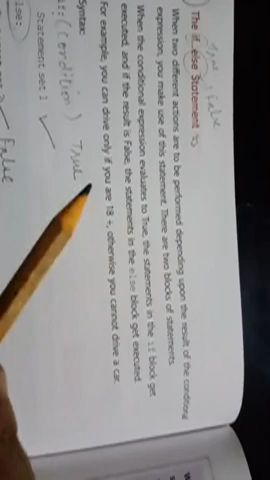 True False
The if..else Statement
When two different actions are to be performed depending upon the result of the conditional
expression, you make use of this statement. There are two blocks of statements.
When the conditional expression evaluates to True, the statements in the if block get
executed, and if the result is False, the statements in the else block get executed.
For example, you can drive only if you are 18 +, otherwise you cannot drive a car.
Syntax:
(Condition) True
Statement set 1
lse:
False